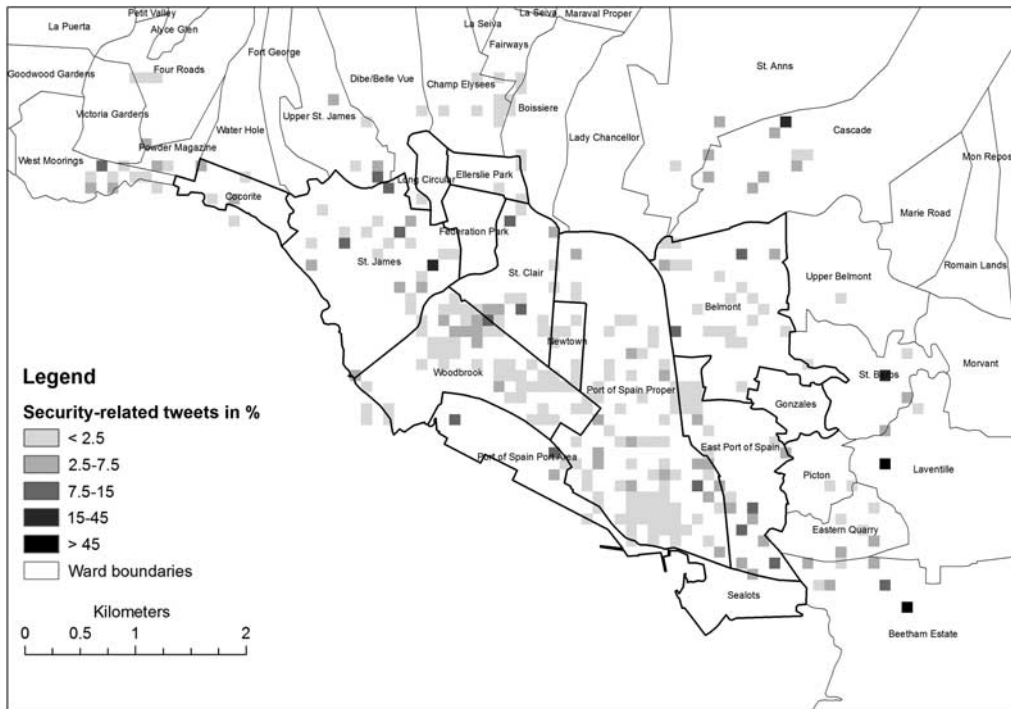 Petit Valley
La Puerta
Alyce Glen
La Seiva
La Seiva
Maraval Proper
Fort George
Fairways
Goodwood Gardens
Four Roads
Dibe/Belle Vue
Champ Elysees
St. Anns
Victoria Gardens
Upper St. James
Boissiere
Water Hole
Lady Chancellor
Cascade
Powder Magazine
West Moorings
Mon Repos
Long Circular
Ellerslie Park
Cocorite
Marie Road
Federation Park
St. James
St. Clair
Romain Lands
Upper Belmont
Belmont
Newtown
Morvant
Woodbrook
St. Barbs
Port of Spain Proper
Gonzales
East Port of Spain
Port of Spain Port Area
Picton
Laventille
Eastern Quarry
Sealots
Beetham Estate
Legend
Security-related tweets in %
< 2.5
2.5-7.5
7.5-15
15-45
> 45
Ward boundaries
Kilometers
0 0.5 1 2